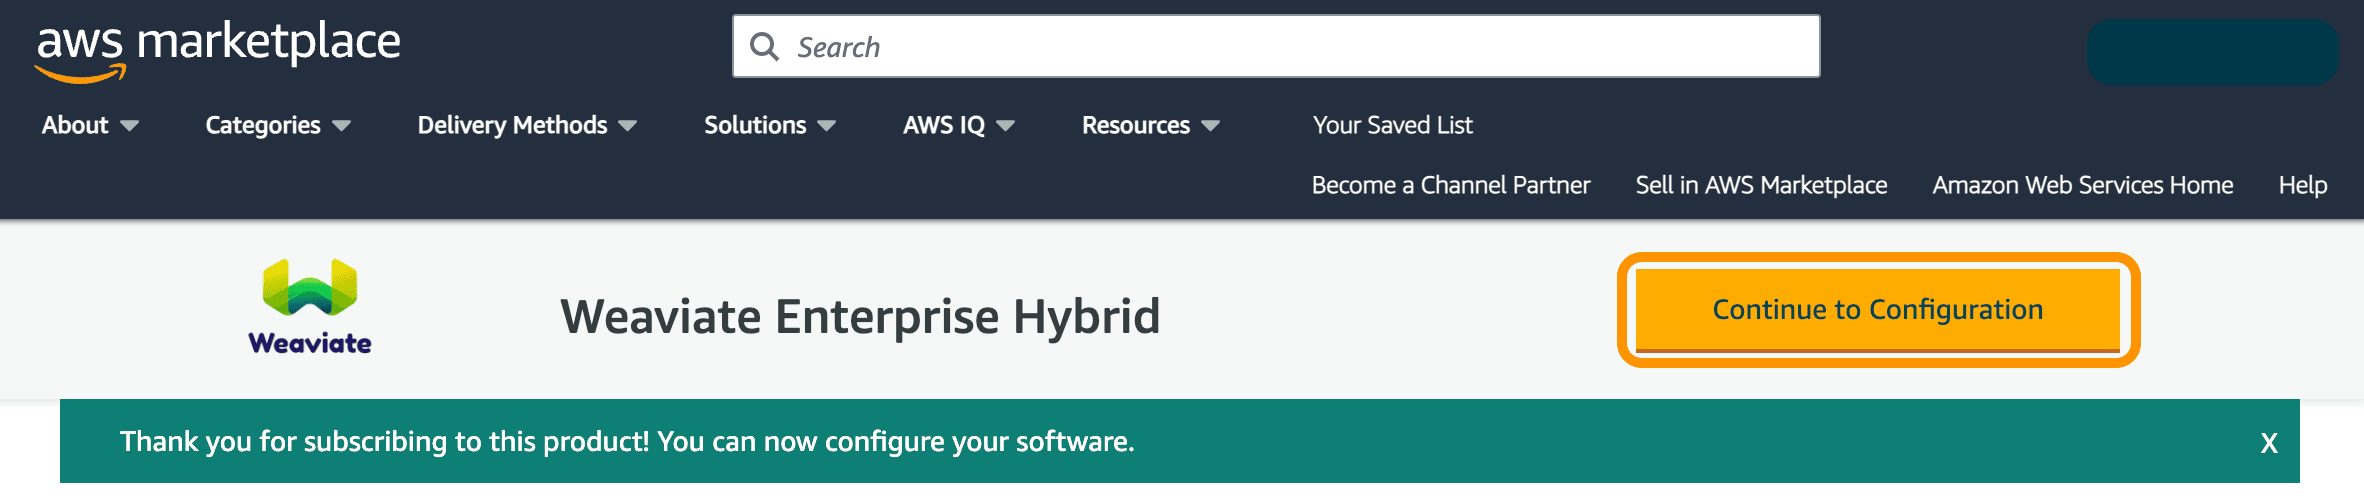 aws marketplace
Search
About Categories Delivery Methods Solutions AWS IQ Resources Your Saved List
Become a Channel Partner Sell in AWS Marketplace Amazon Web Services Home Help
Weaviate
Weaviate Enterprise Hybrid
Continue to Configuration
Thank you for subscribing to this product! You can now configure your software.
X